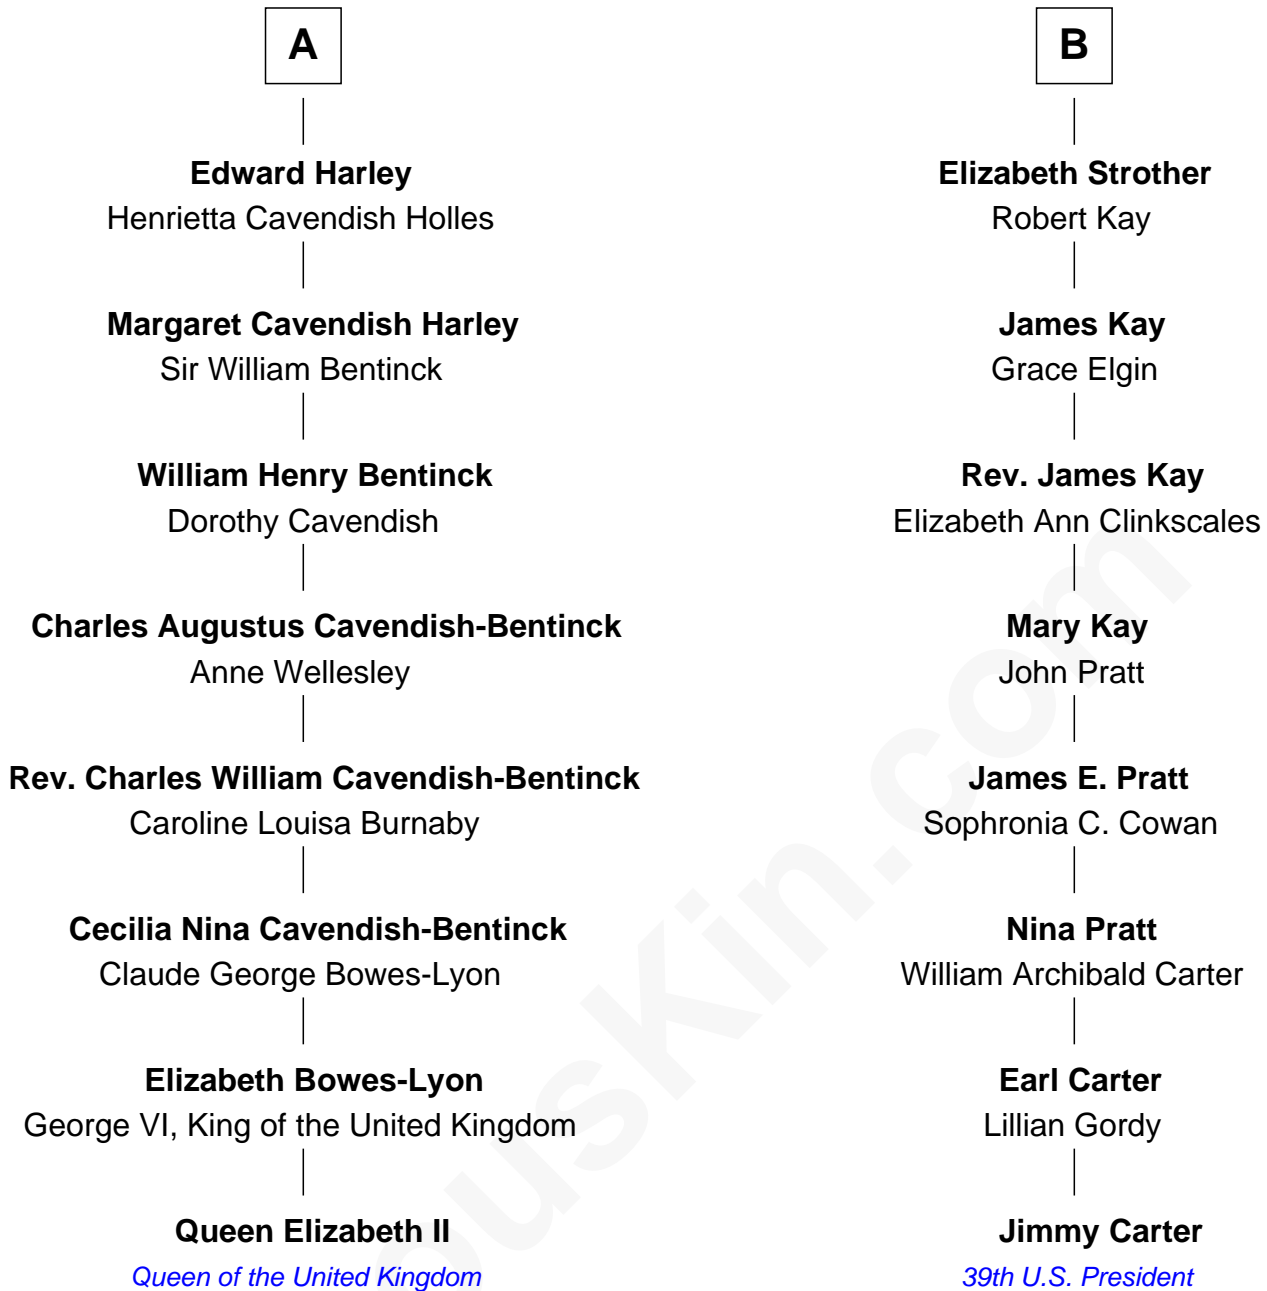 A
Edward Harley
Henrietta Cavendish Holles
Margaret Cavendish Harley
Sir William Bentinck
William Henry Bentinck
Dorothy Cavendish
Charles Augustus Cavendish-Bentinck
Anne Wellesley
Rev. Charles William Cavendish-Bentinck
Caroline Louisa Burnaby
Cecilia Nina Cavendish-Bentinck
Claude George Bowes-Lyon
Elizabeth Bowes-Lyon
George VI, King of the United Kingdom
Queen Elizabeth II
Queen of the United Kingdom
B
Elizabeth Strother
Robert Kay
James Kay
Grace Elgin
Rev. James Kay
Elizabeth Ann Clinkscales
Mary Kay
John Pratt
James E. Pratt
Sophronia C. Cowan
Nina Pratt
William Archibald Carter
Earl Carter
Lillian Gordy
Jimmy Carter
39th U.S. President
ousKin.com